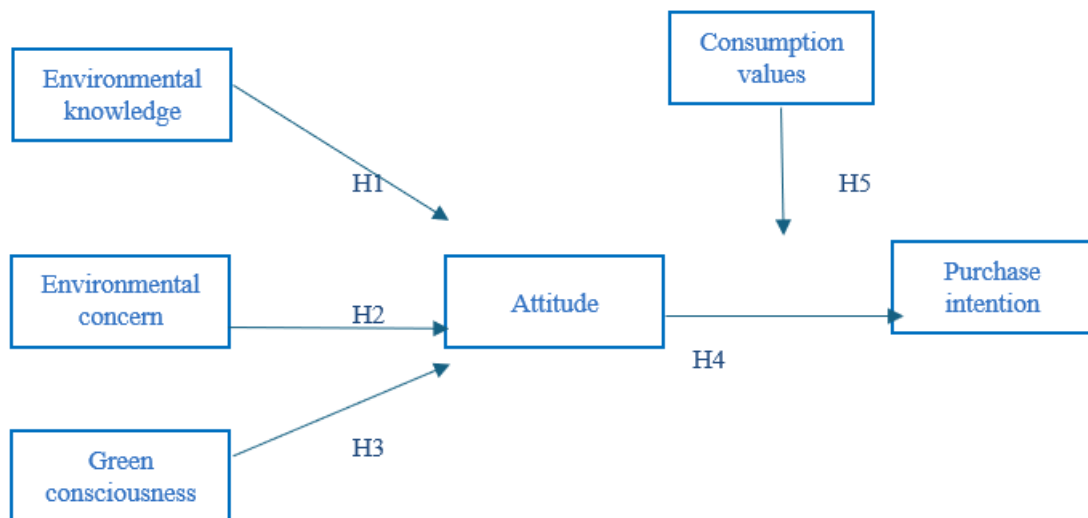 Consumption
values
Environmental
knowledge
H1
H5
Environmental
concern
H2
Attitude
Purchase
intention
H4
H3
Green
consciousness